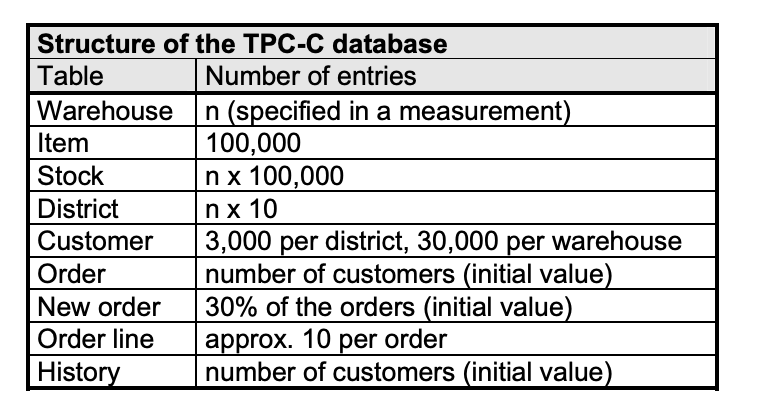 Structure of the TPC-C database
Table Number of entries
Warehouse n (specified in a measurement)
Item 100,000
Stock n x 100,000
District n x 10
Customer 3,000 per district, 30,000 per warehouse
Order number of customers (initial value)
New order 30% of the orders (initial value)
Order line approx. 10 per order
History number of customers (initial value)